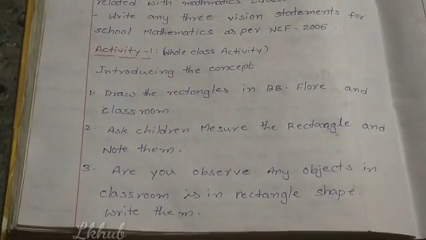 related with mathmatics
- Write any three vision statements for
school Mathematics as per NCF-2005
Activity-1: (Whole class Activity)
Introducing the concept
1. Draw the rectangles in BB. Flore and
classroom
2. Ask children Mesure the Rectangle and
Note them.
3. Are you observe any objects in
classroom is in rectangle shape.
Write them.
Lkhub